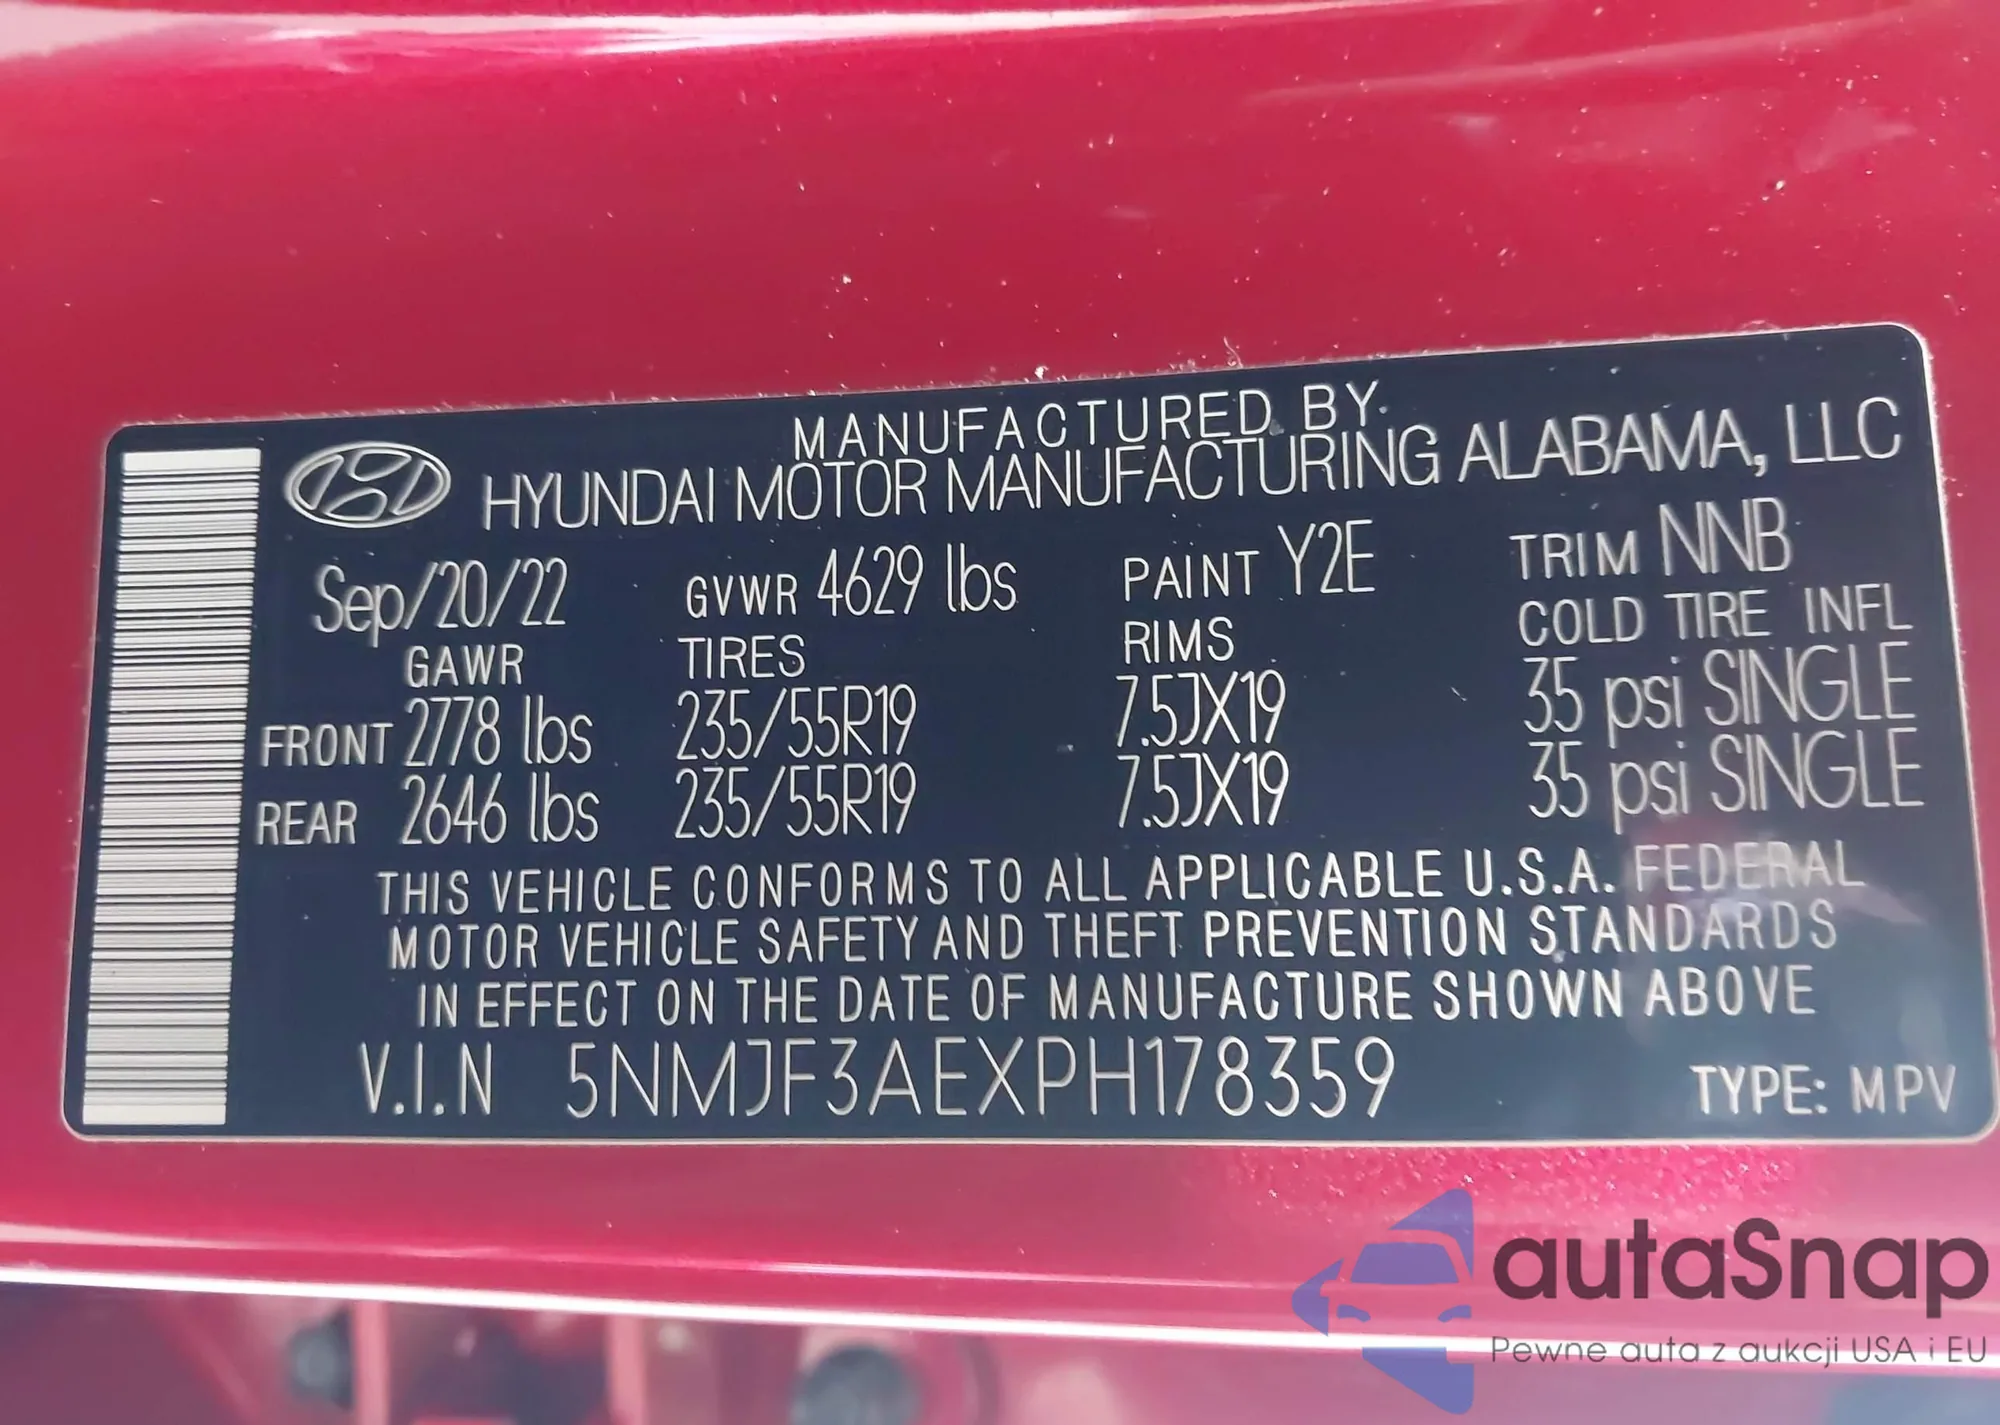 MANUFACTURED BY
HYUNDAI MOTOR MANUFACTURING ALABAMA, LLC
Sep/20/22 GVWR 4629 lbs PAINT Y2E TRIM NNB
GAWR TIRES RIMS COLD TIRE INFL
FRONT 2778 lbs 235/55R19 7.5JX19 35 psi SINGLE
REAR 2646 lbs 235/55R19 7.5JX19 35 psi SINGLE
THIS VEHICLE CONFORMS TO ALL APPLICABLE U.S.A. FEDERAL
MOTOR VEHICLE SAFETY AND THEFT PREVENTION STANDARDS
IN EFFECT ON THE DATE OF MANUFACTURE SHOWN ABOVE
V.I.N 5NMJF3AEXPH178359 TYPE: MPV
autaSnap
Pewne auta z aukcji USA i EU